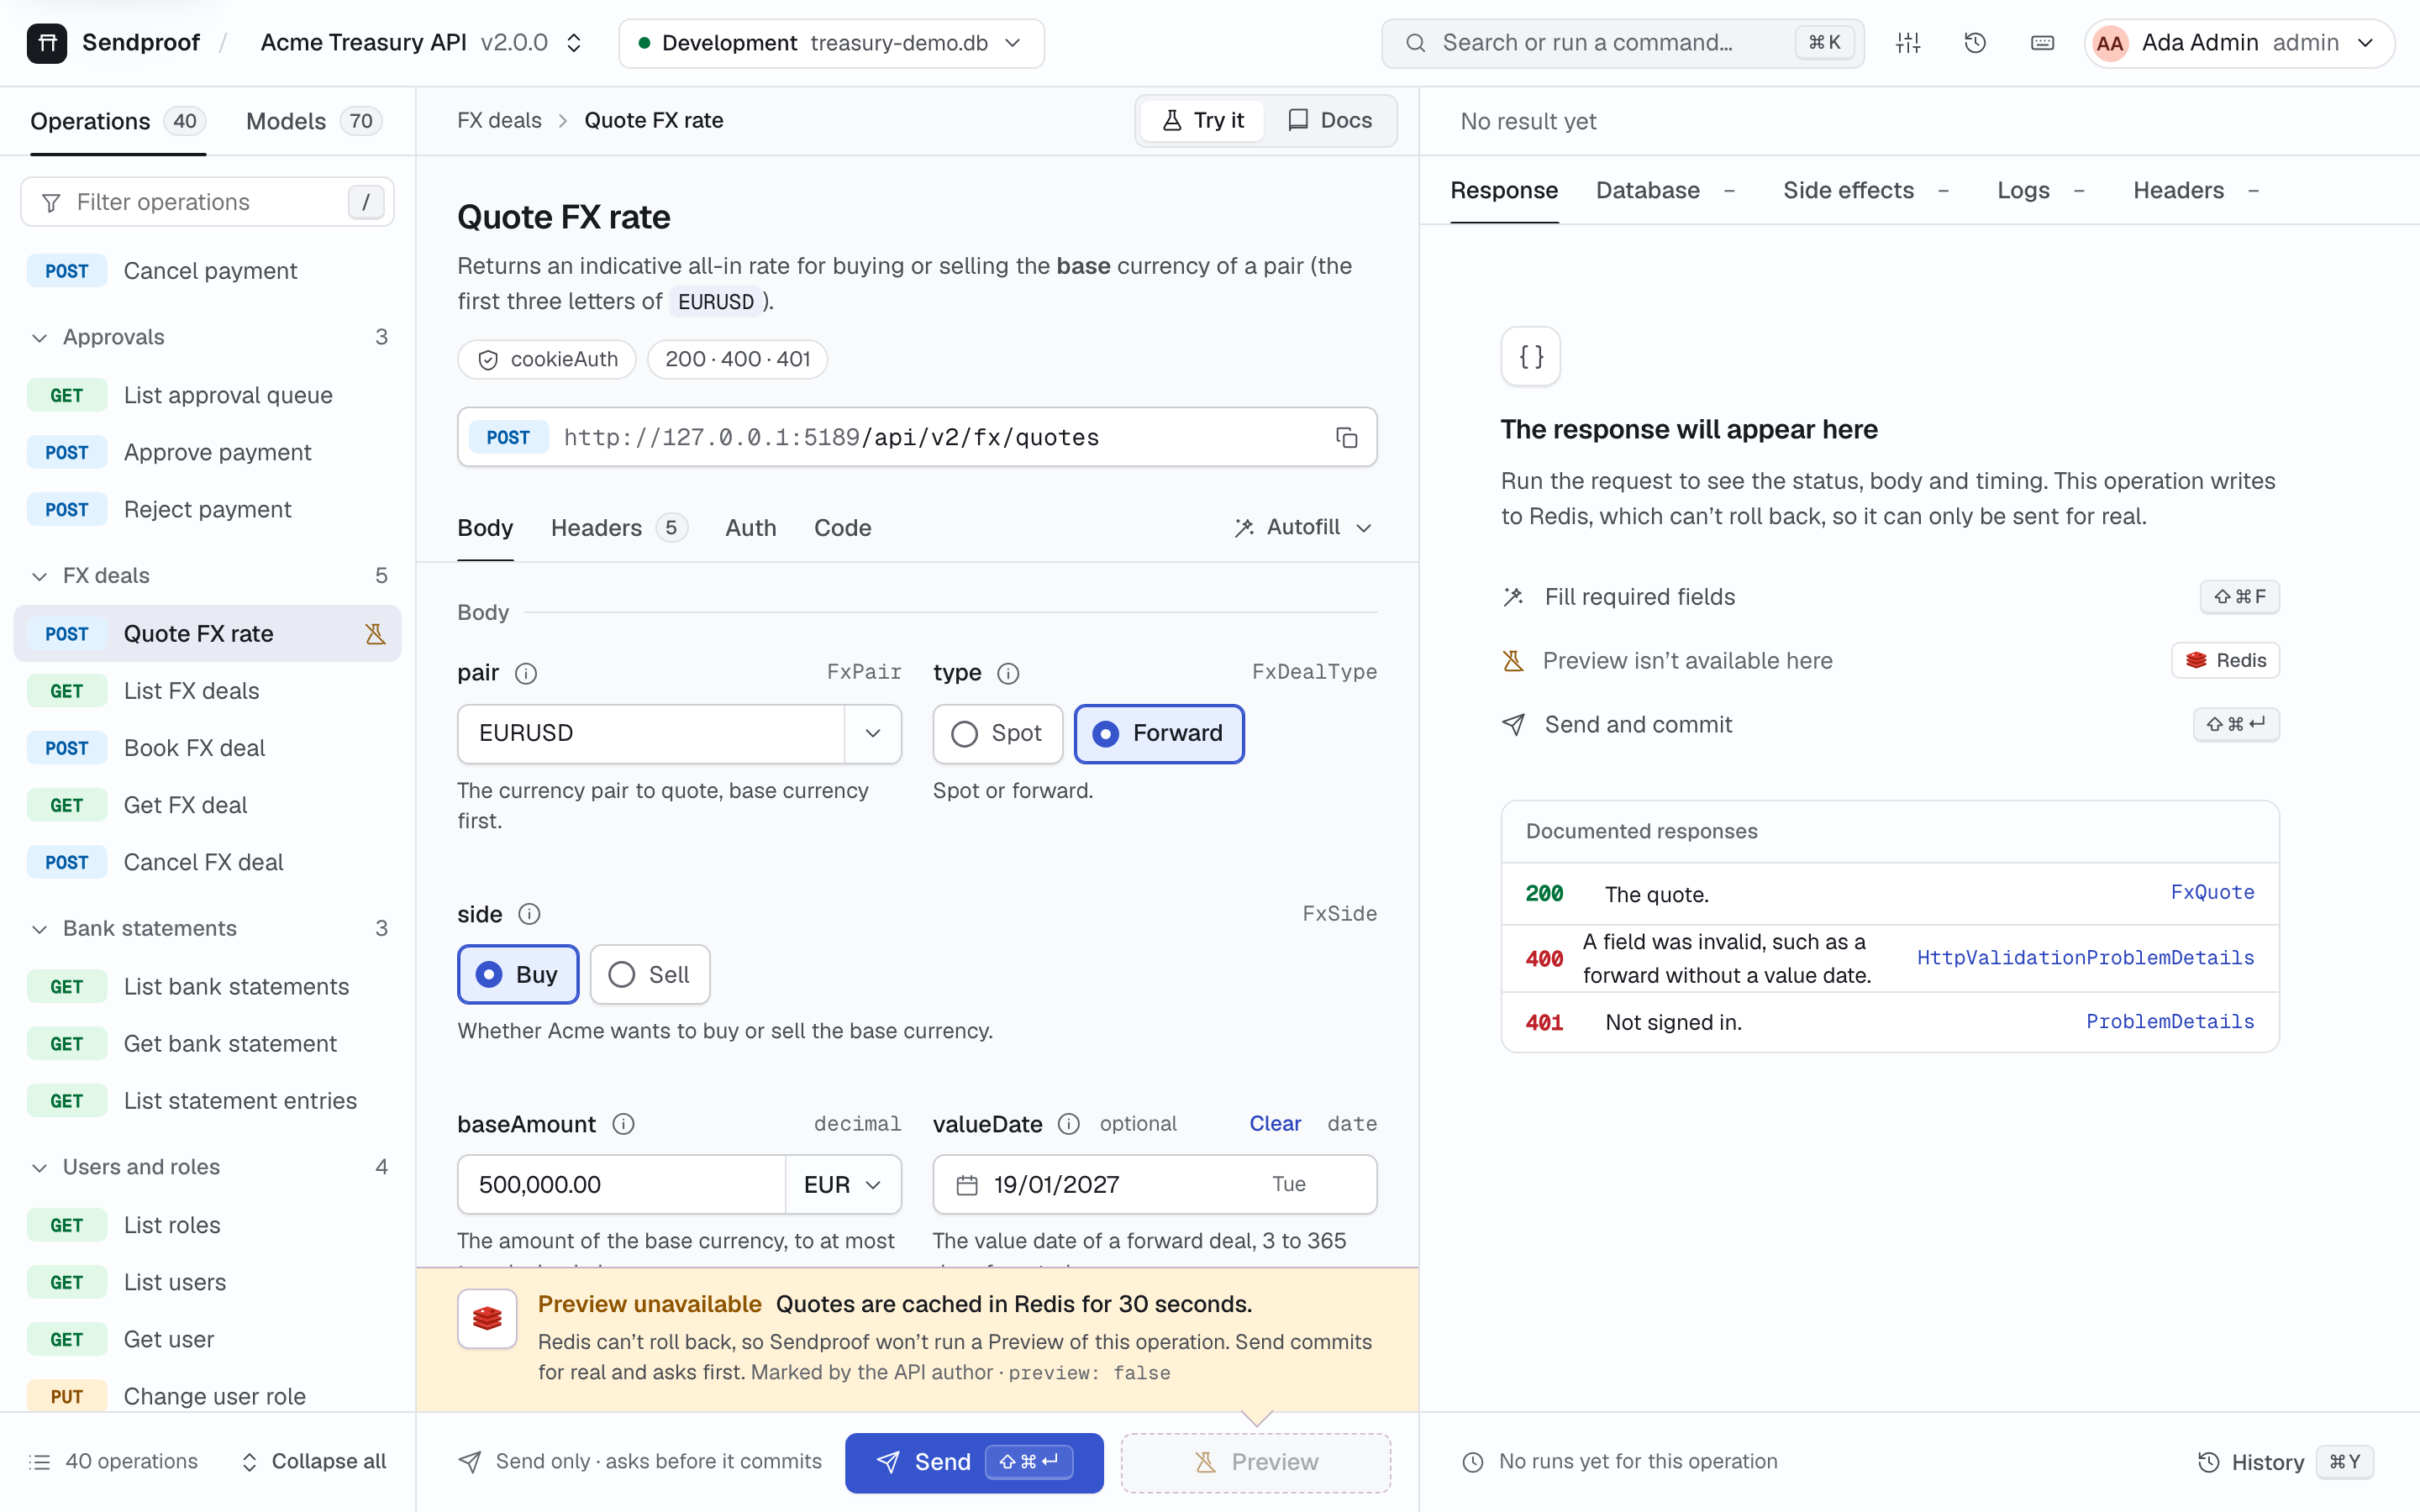 Sendproof / Acme Treasury API v2.0.0
Development treasury-demo.db
Search or run a command... ⌘K
AA Ada Admin admin
Operations 40 Models 70
Filter operations /
POST Cancel payment
Approvals 3
GET List approval queue
POST Approve payment
POST Reject payment
FX deals 5
POST Quote FX rate
GET List FX deals
POST Book FX deal
GET Get FX deal
POST Cancel FX deal
Bank statements 3
GET List bank statements
GET Get bank statement
GET List statement entries
Users and roles 4
GET List roles
GET List users
GET Get user
PUT Change user role
40 operations Collapse all
FX deals > Quote FX rate
Try it Docs
Quote FX rate
Returns an indicative all-in rate for buying or selling the base currency of a pair (the
first three letters of EURUSD ).
cookieAuth 200 · 400 · 401
POST http://127.0.0.1:5189/api/v2/fx/quotes
Body Headers 5 Auth Code Autofill
Body
pair FxPair
EURUSD
The currency pair to quote, base currency
first.
type FxDealType
Spot Forward
Spot or forward.
side FxSide
Buy Sell
Whether Acme wants to buy or sell the base currency.
baseAmount decimal
500,000.00 EUR
The amount of the base currency, to at most
valueDate optional Clear date
19/01/2027 Tue
The value date of a forward deal, 3 to 365
Preview unavailable Quotes are cached in Redis for 30 seconds.
Redis can’t roll back, so Sendproof won’t run a Preview of this operation. Send commits
for real and asks first. Marked by the API author · preview: false
Send only · asks before it commits
Send ⇧⌘↵
Preview
No result yet
Response Database – Side effects – Logs – Headers –
{ }
The response will appear here
Run the request to see the status, body and timing. This operation writes
to Redis, which can’t roll back, so it can only be sent for real.
Fill required fields ⇧⌘F
Preview isn’t available here Redis
Send and commit ⇧⌘↵
Documented responses
200 The quote. FxQuote
400 A field was invalid, such as a
forward without a value date. HttpValidationProblemDetails
401 Not signed in. ProblemDetails
No runs yet for this operation
History ⌘Y